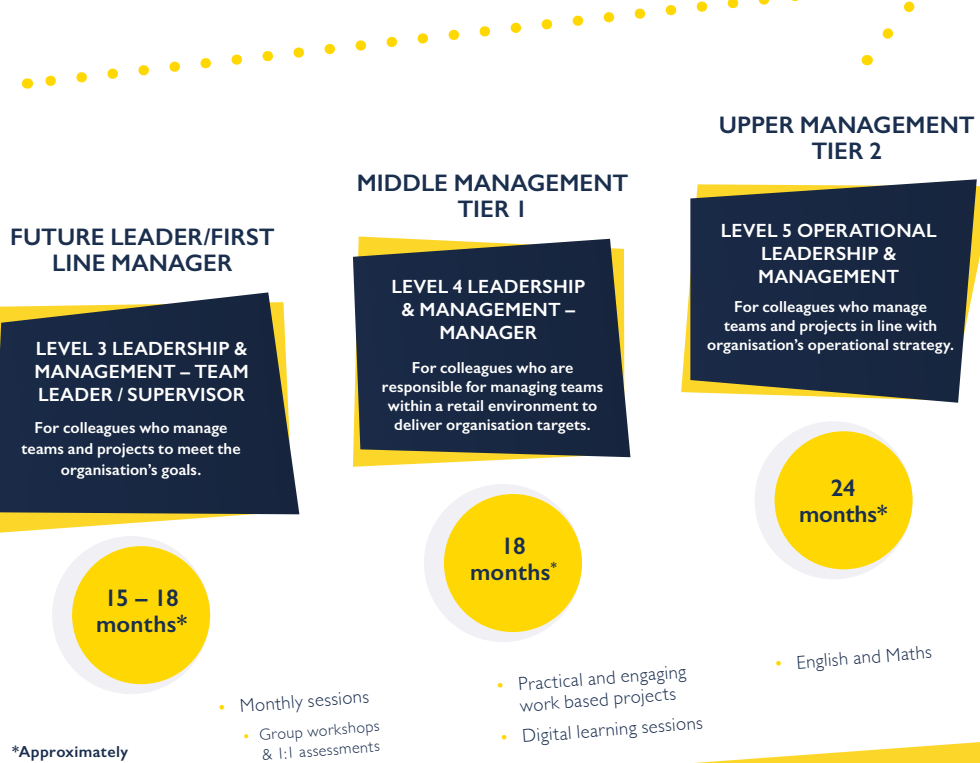 FUTURE LEADER/FIRST
LINE MANAGER
LEVEL 3 LEADERSHIP &
MANAGEMENT – TEAM
LEADER / SUPERVISOR
For colleagues who manage
teams and projects to meet the
organisation's goals.
15 – 18
months*
MIDDLE MANAGEMENT
TIER 1
LEVEL 4 LEADERSHIP
& MANAGEMENT –
MANAGER
For colleagues who are
responsible for managing teams
within a retail environment to
deliver organisation targets.
18
months*
UPPER MANAGEMENT
TIER 2
LEVEL 5 OPERATIONAL
LEADERSHIP &
MANAGEMENT
For colleagues who manage
teams and projects in line with
organisation's operational strategy.
24
months*
• Monthly sessions
• Group workshops
& 1:1 assessments
• Practical and engaging
work based projects
• Digital learning sessions
• English and Maths
*Approximately